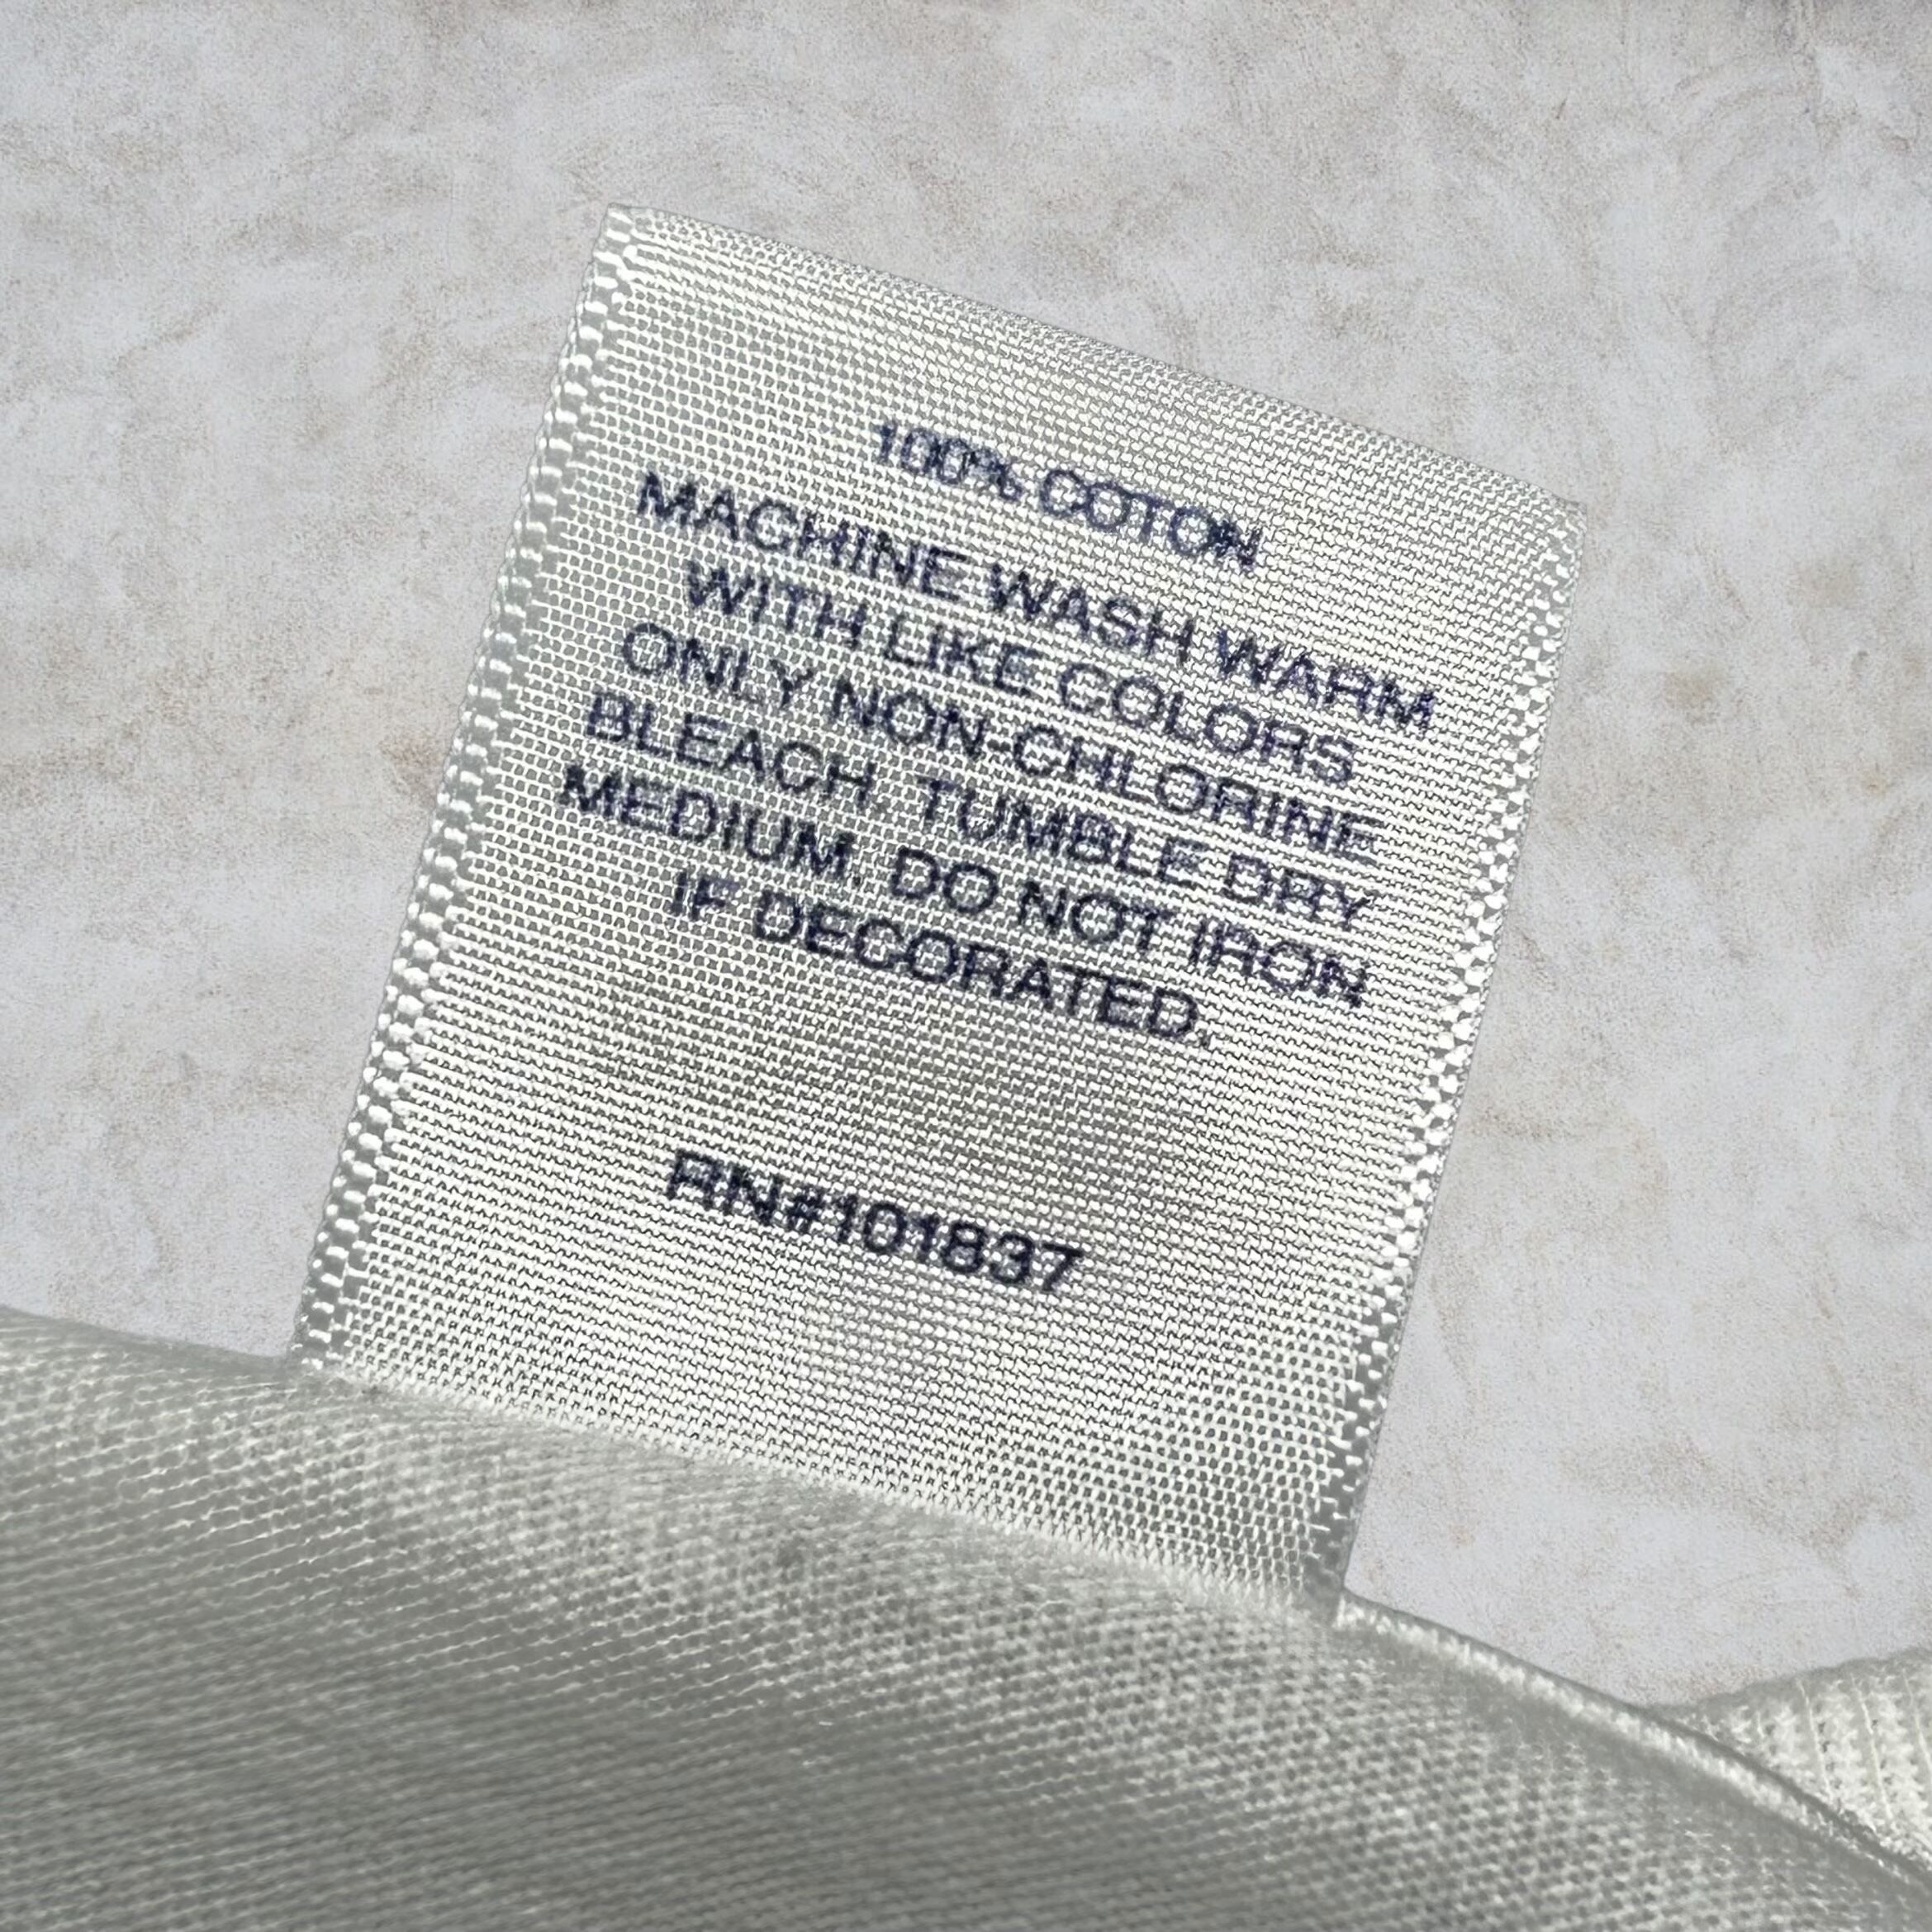 100% COTON
MACHINE WASH WARM
WITH LIKE COLORS
ONLY NON-CHLORINE
BLEACH, TUMBLE DRY
MEDIUM. DO NOT IRON
IF DECORATED.
RN#101837